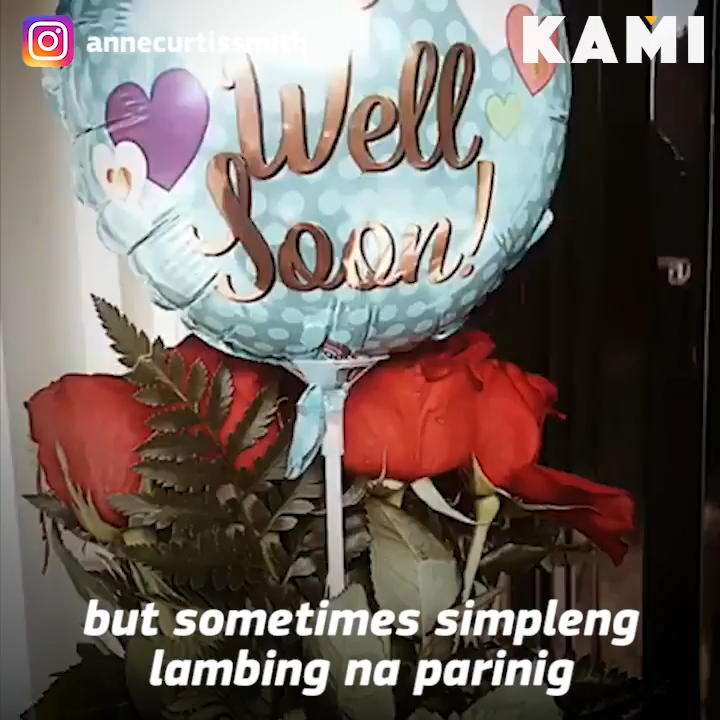 annecurtissmith
KAMI
Well
Soon!
but sometimes simpleng
lambing na parinig